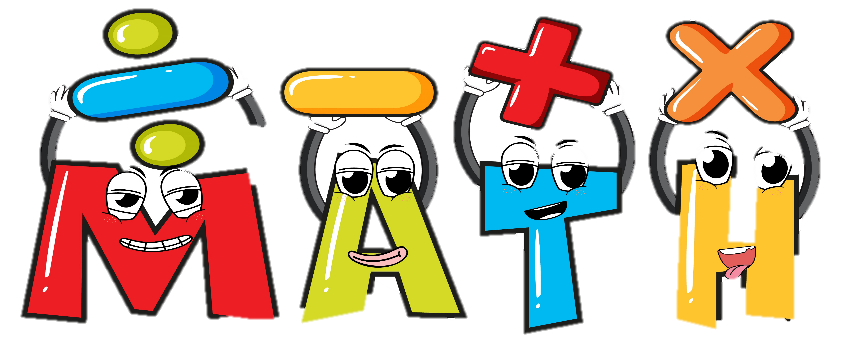 ÷ − + ×
MATH